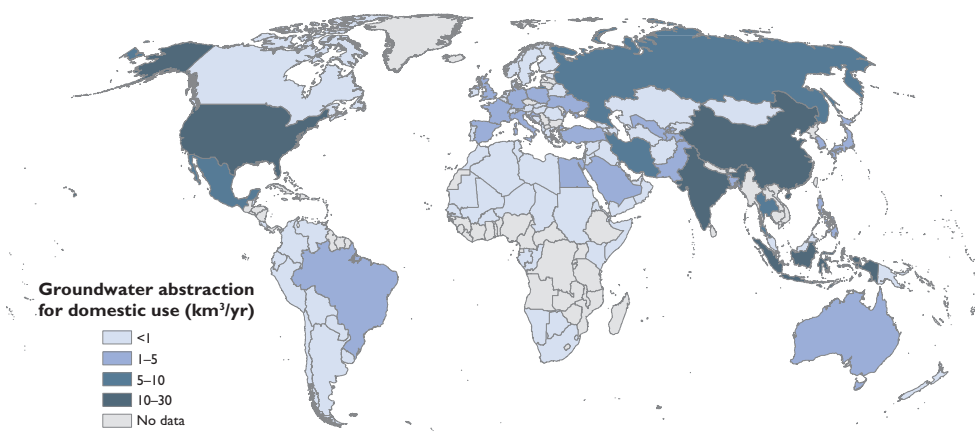 Groundwater abstraction
for domestic use (km³/yr)
<1
1–5
5–10
10–30
No data